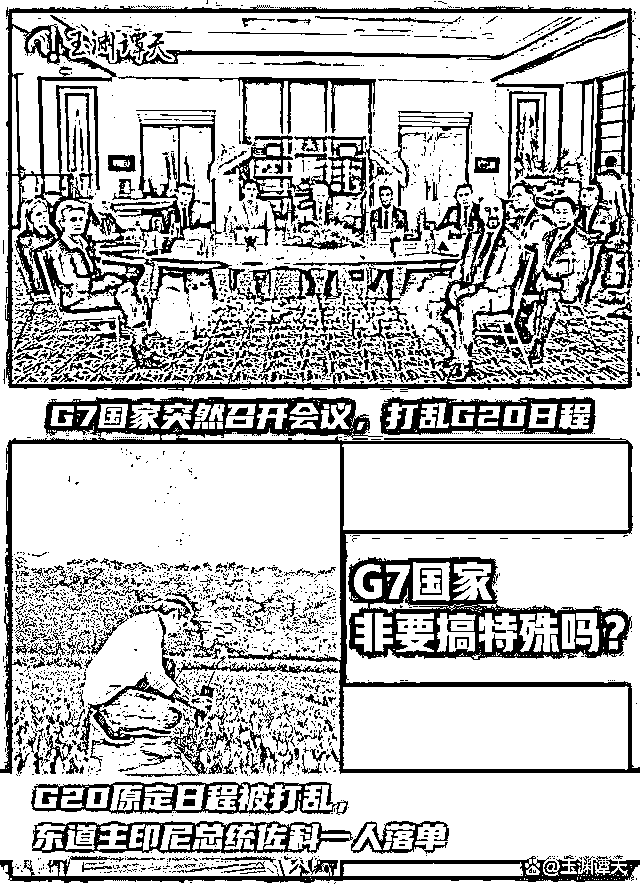 玉渊谭天
G7国家突然召开会议，打乱G20日程
G7国家
非要搞特殊吗？
G20原定日程被打乱，
东道主印尼总统佐科一人落单
@玉渊谭天